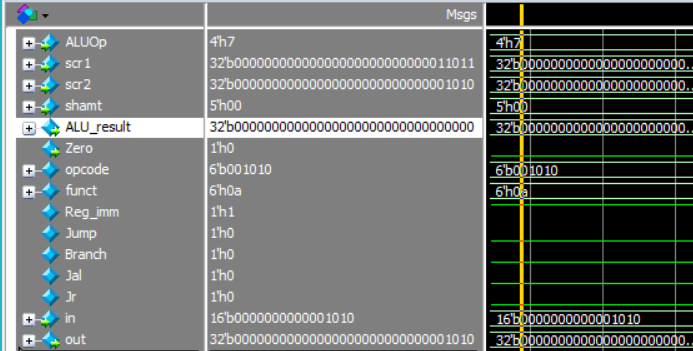 Msgs
ALUOp 4'h7 4'h7
scr1 32'b00000000000000000000000000011011 32'b0000000000000000000000..
scr2 32'b00000000000000000000000000001010 32'b0000000000000000000000..
shamt 5'h00 5'h00
ALU_result 32'b00000000000000000000000000000000 32'b0000000000000000000000..
Zero 1'h0
opcode 6'b001010 6'b001010
funct 6'h0a 6'h0a
Reg_imm 1'h1
Jump 1'h0
Branch 1'h0
Jal 1'h0
Jr 1'h0
in 16'b0000000000001010 16'b0000000000001010
out 32'b00000000000000000000000000001010 32'b0000000000000000000000..